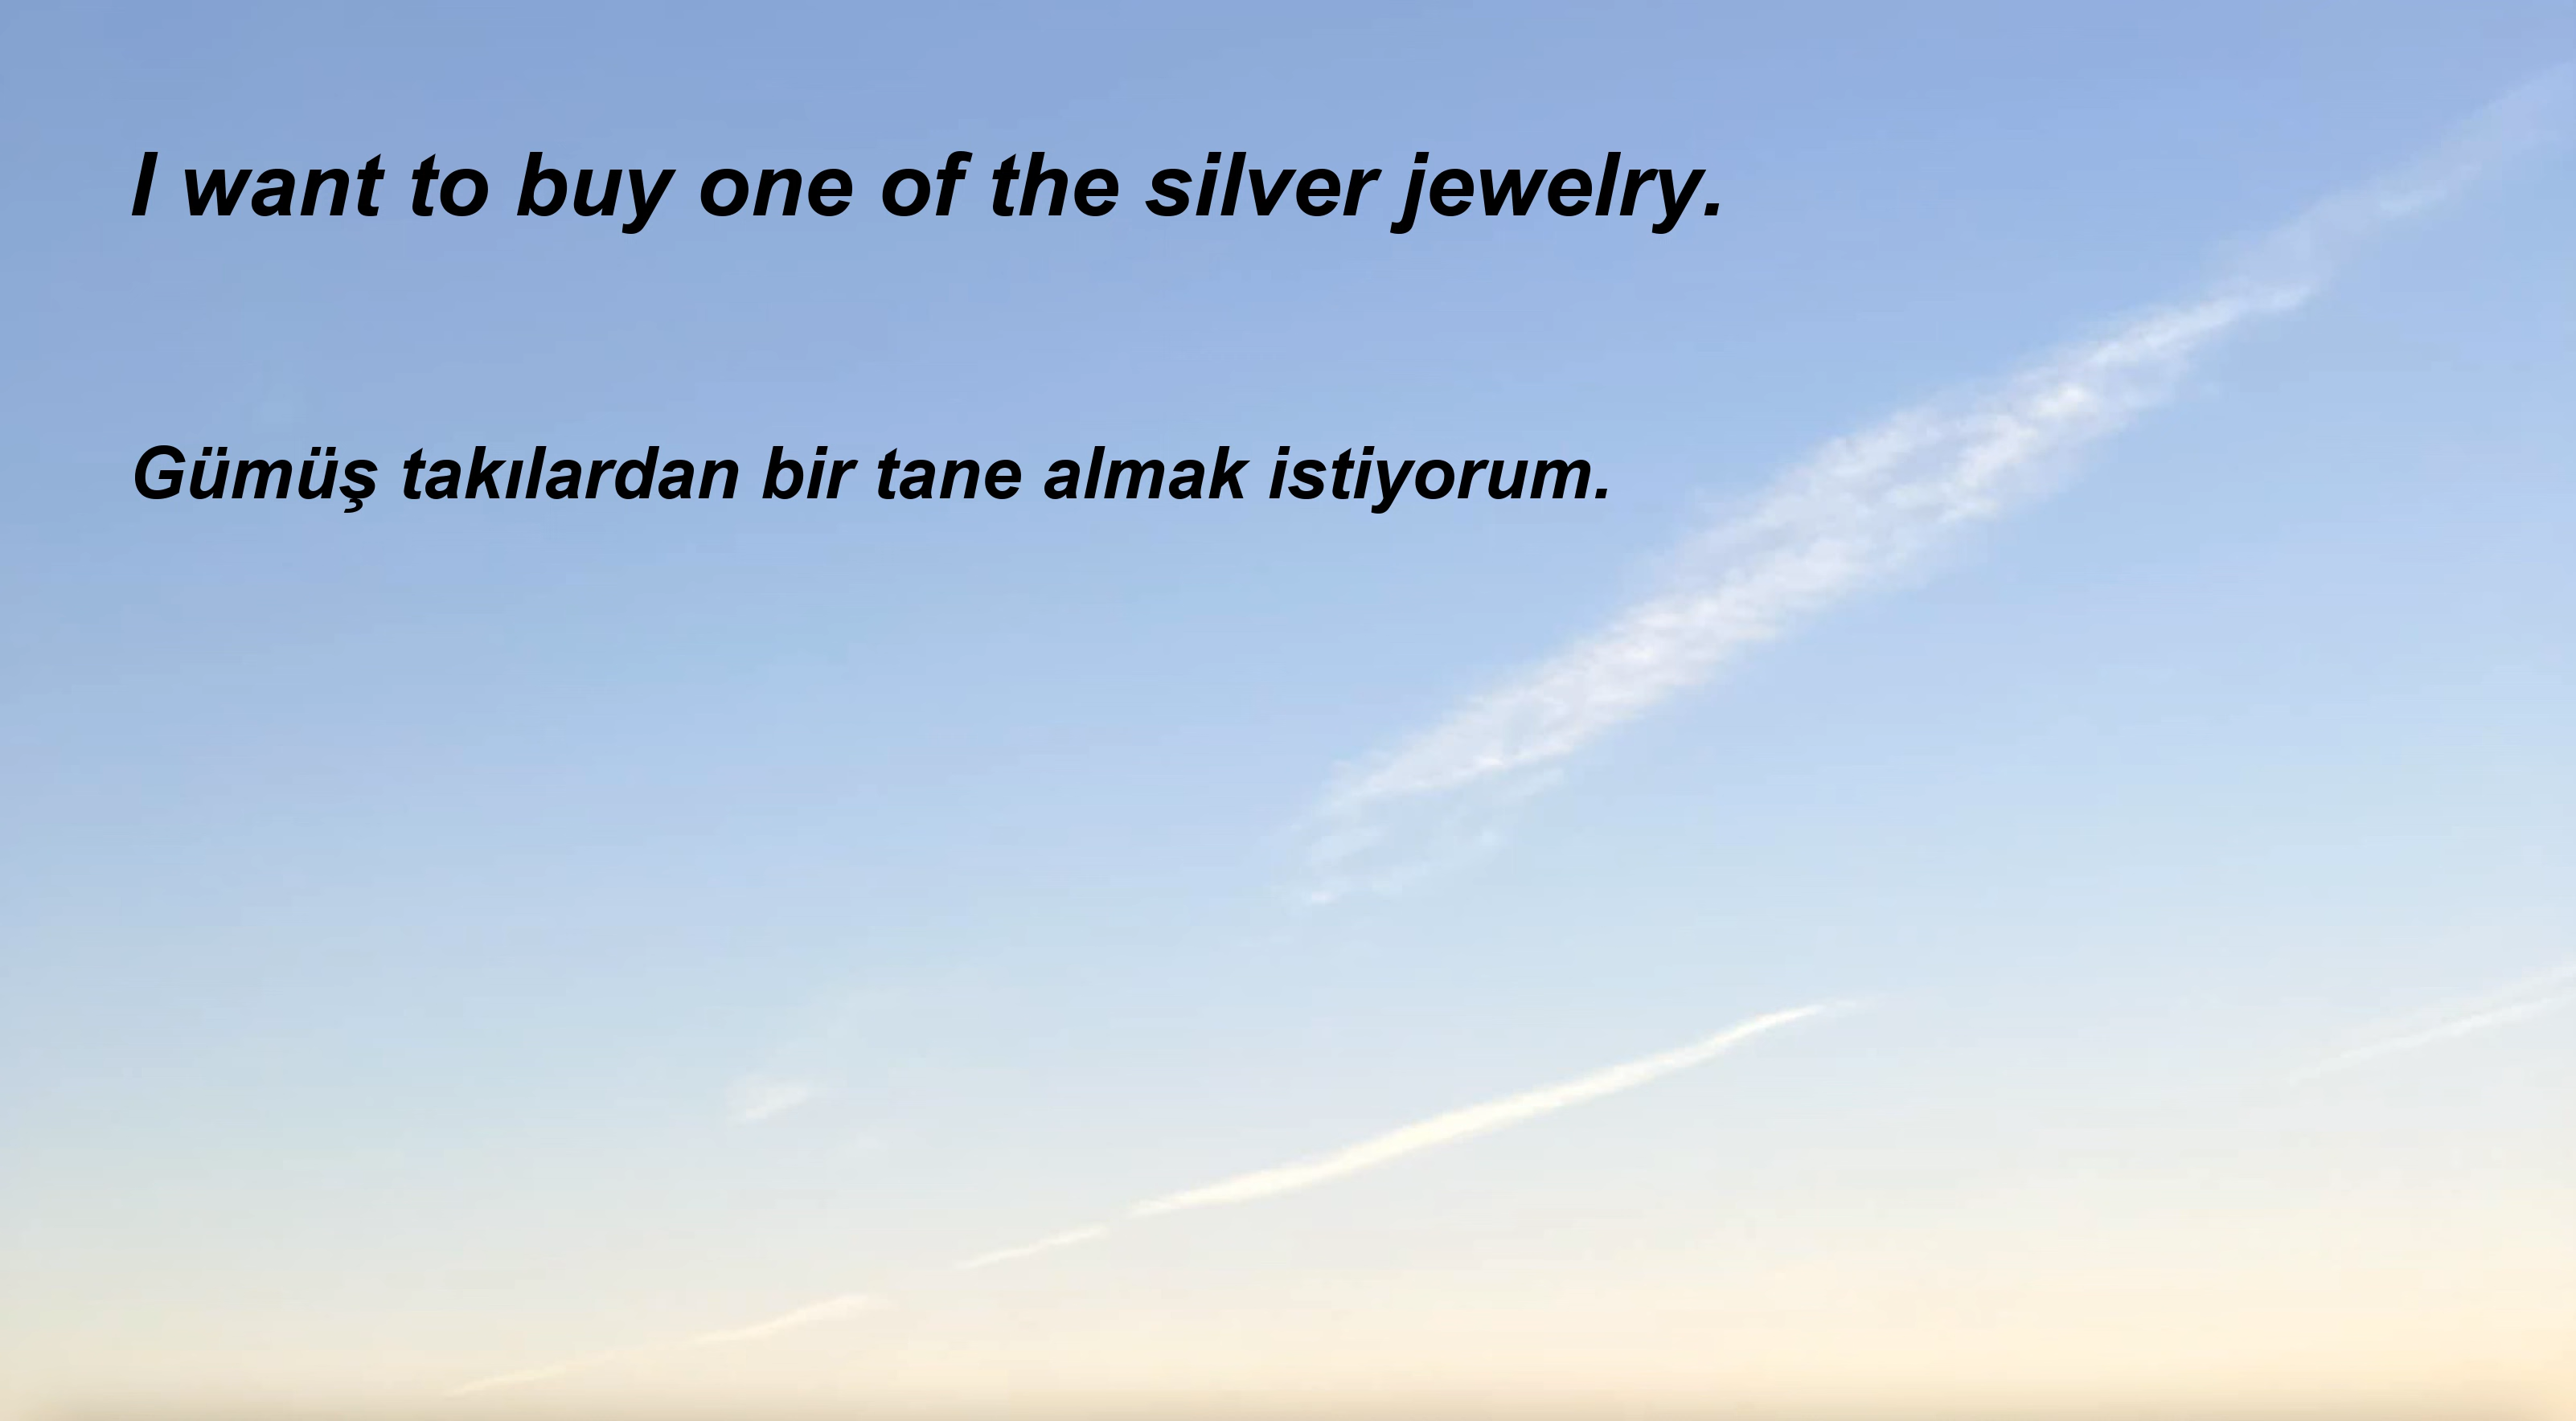 I want to buy one of the silver jewelry.
Gümüş takılardan bir tane almak istiyorum.